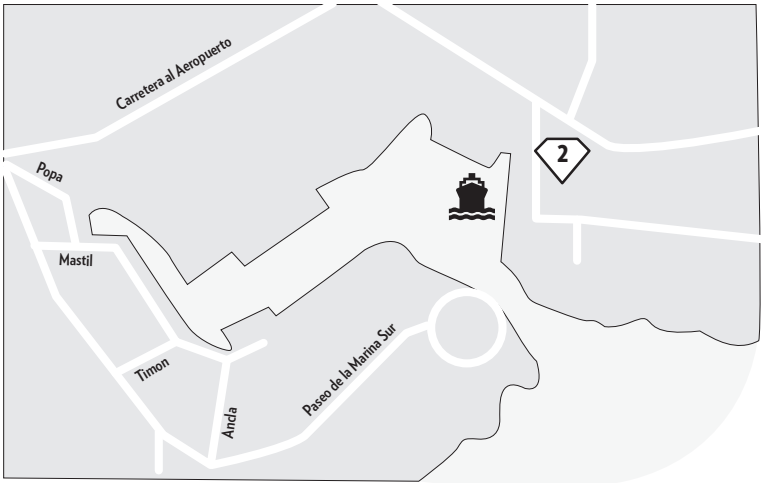 Carretera al Aeropuerto
2
Popa
Mastil
Timon
Paseo de la Marina Sur
Ancla